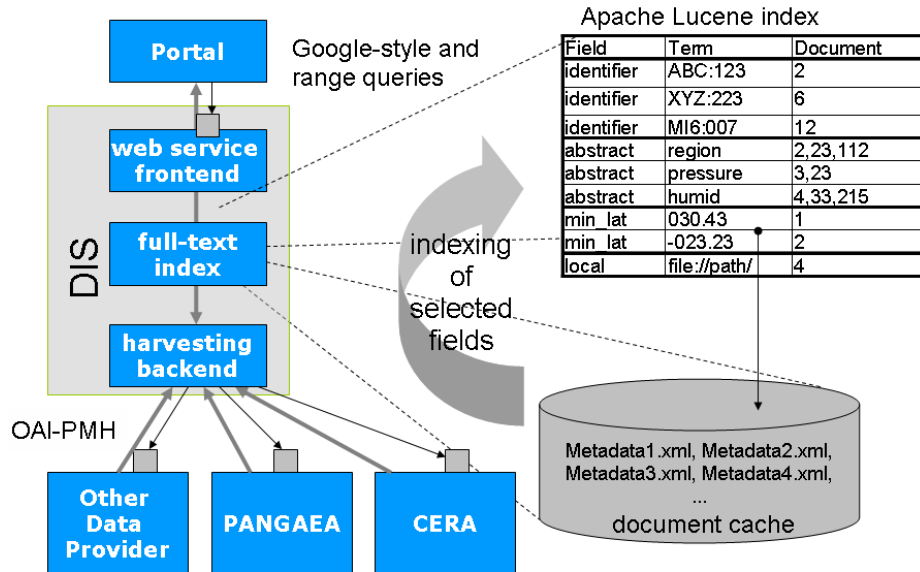 Apache Lucene index
Portal
Google-style and
range queries
Field Term Document
identifier ABC:123 2
identifier XYZ:223 6
identifier MI6:007 12
abstract region 2,23,112
abstract pressure 3,23
abstract humid 4,33,215
min_lat 030.43 1
min_lat -023.23 2
local file://path/ 4
DIS
web service
frontend
full-text
index
harvesting
backend
indexing
of
selected
fields
OAI-PMH
Other
Data
Provider
PANGAEA
CERA
Metadata1.xml, Metadata2.xml,
Metadata3.xml, Metadata4.xml,
...
document cache